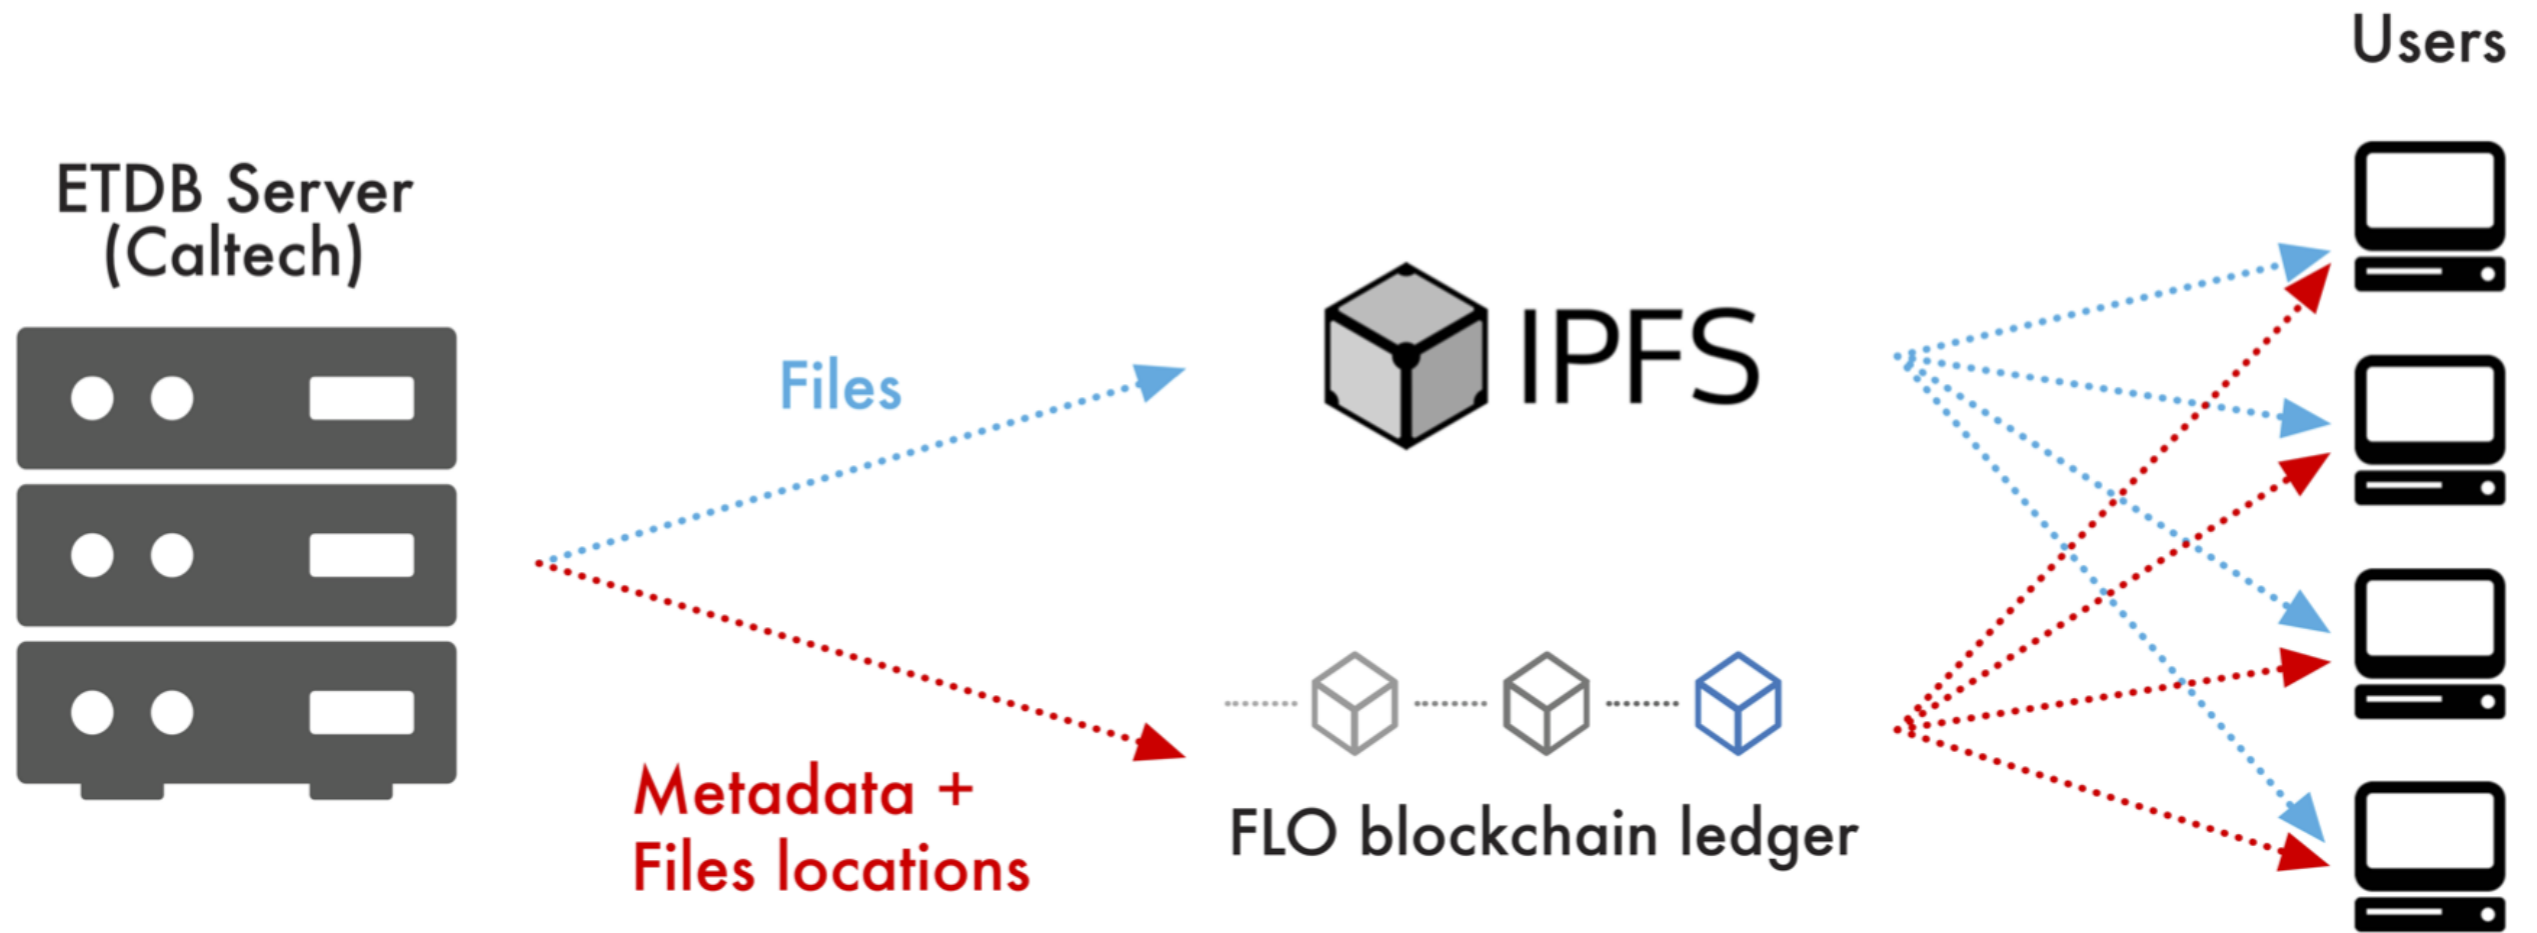 Users
ETDB Server
(Caltech)
Files
IPFS
Metadata +
Files locations
FLO blockchain ledger